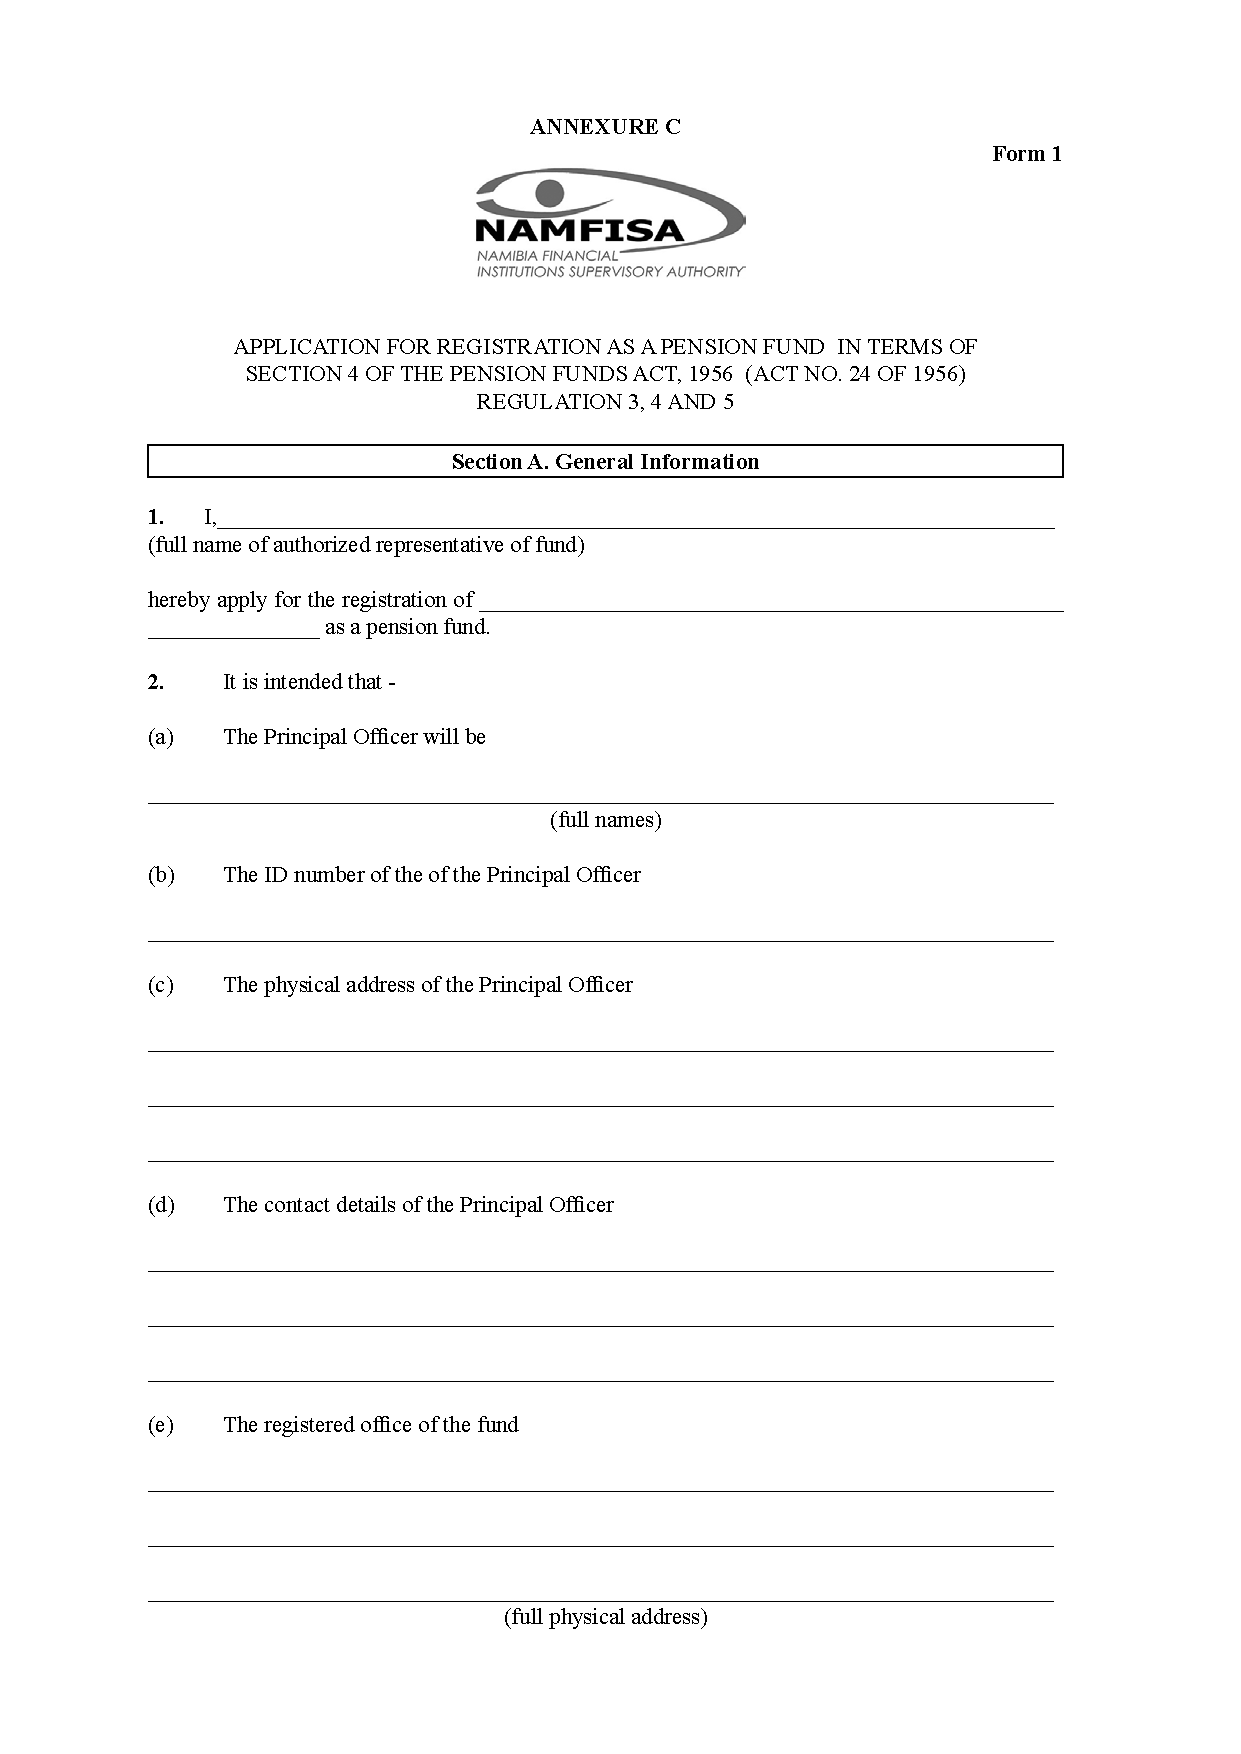 ANNEXURE C
Form 1
NAMFISA
NAMIBIA FINANCIAL
INSTITUTIONS SUPERVISORY AUTHORITY
APPLICATION FOR REGISTRATION AS A PENSION FUND IN TERMS OF
SECTION 4 OF THE PENSION FUNDS ACT, 1956 (ACT NO. 24 OF 1956)
REGULATION 3, 4 AND 5
Section A. General Information
1. I,
(full name of authorized representative of fund)
hereby apply for the registration of
as a pension fund.
2. It is intended that -
(a) The Principal Officer will be
(full names)
(b) The ID number of the of the Principal Officer
(c) The physical address of the Principal Officer
(d) The contact details of the Principal Officer
(e) The registered office of the fund
(full physical address)